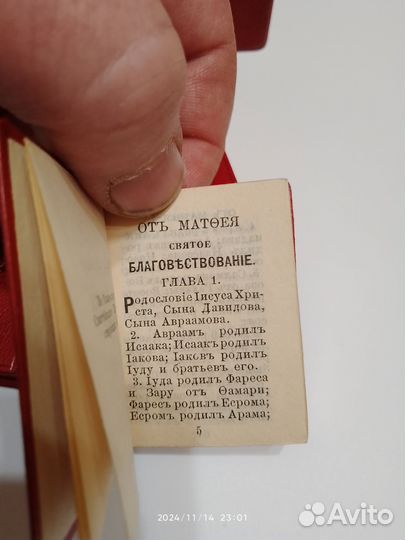 ОТЪ МАТѲЕЯ
СВЯТОЕ
БЛАГОВѢСТВОВАНІЕ.
ГЛАВА 1.
Родословіе Іисуса Хри-
ста, Сына Давидова,
Сына Авраамова.
2. Авраамъ родилъ
Исаака; Исаакъ родилъ
Іакова; Іаковъ родилъ
Іуду и братьевъ его.
3. Іуда родилъ Фареса
и Зару отъ Ѳамари;
Фаресъ родилъ Есрома;
Есромъ родилъ Арама;
5
2024/11/14 23:01
Avito